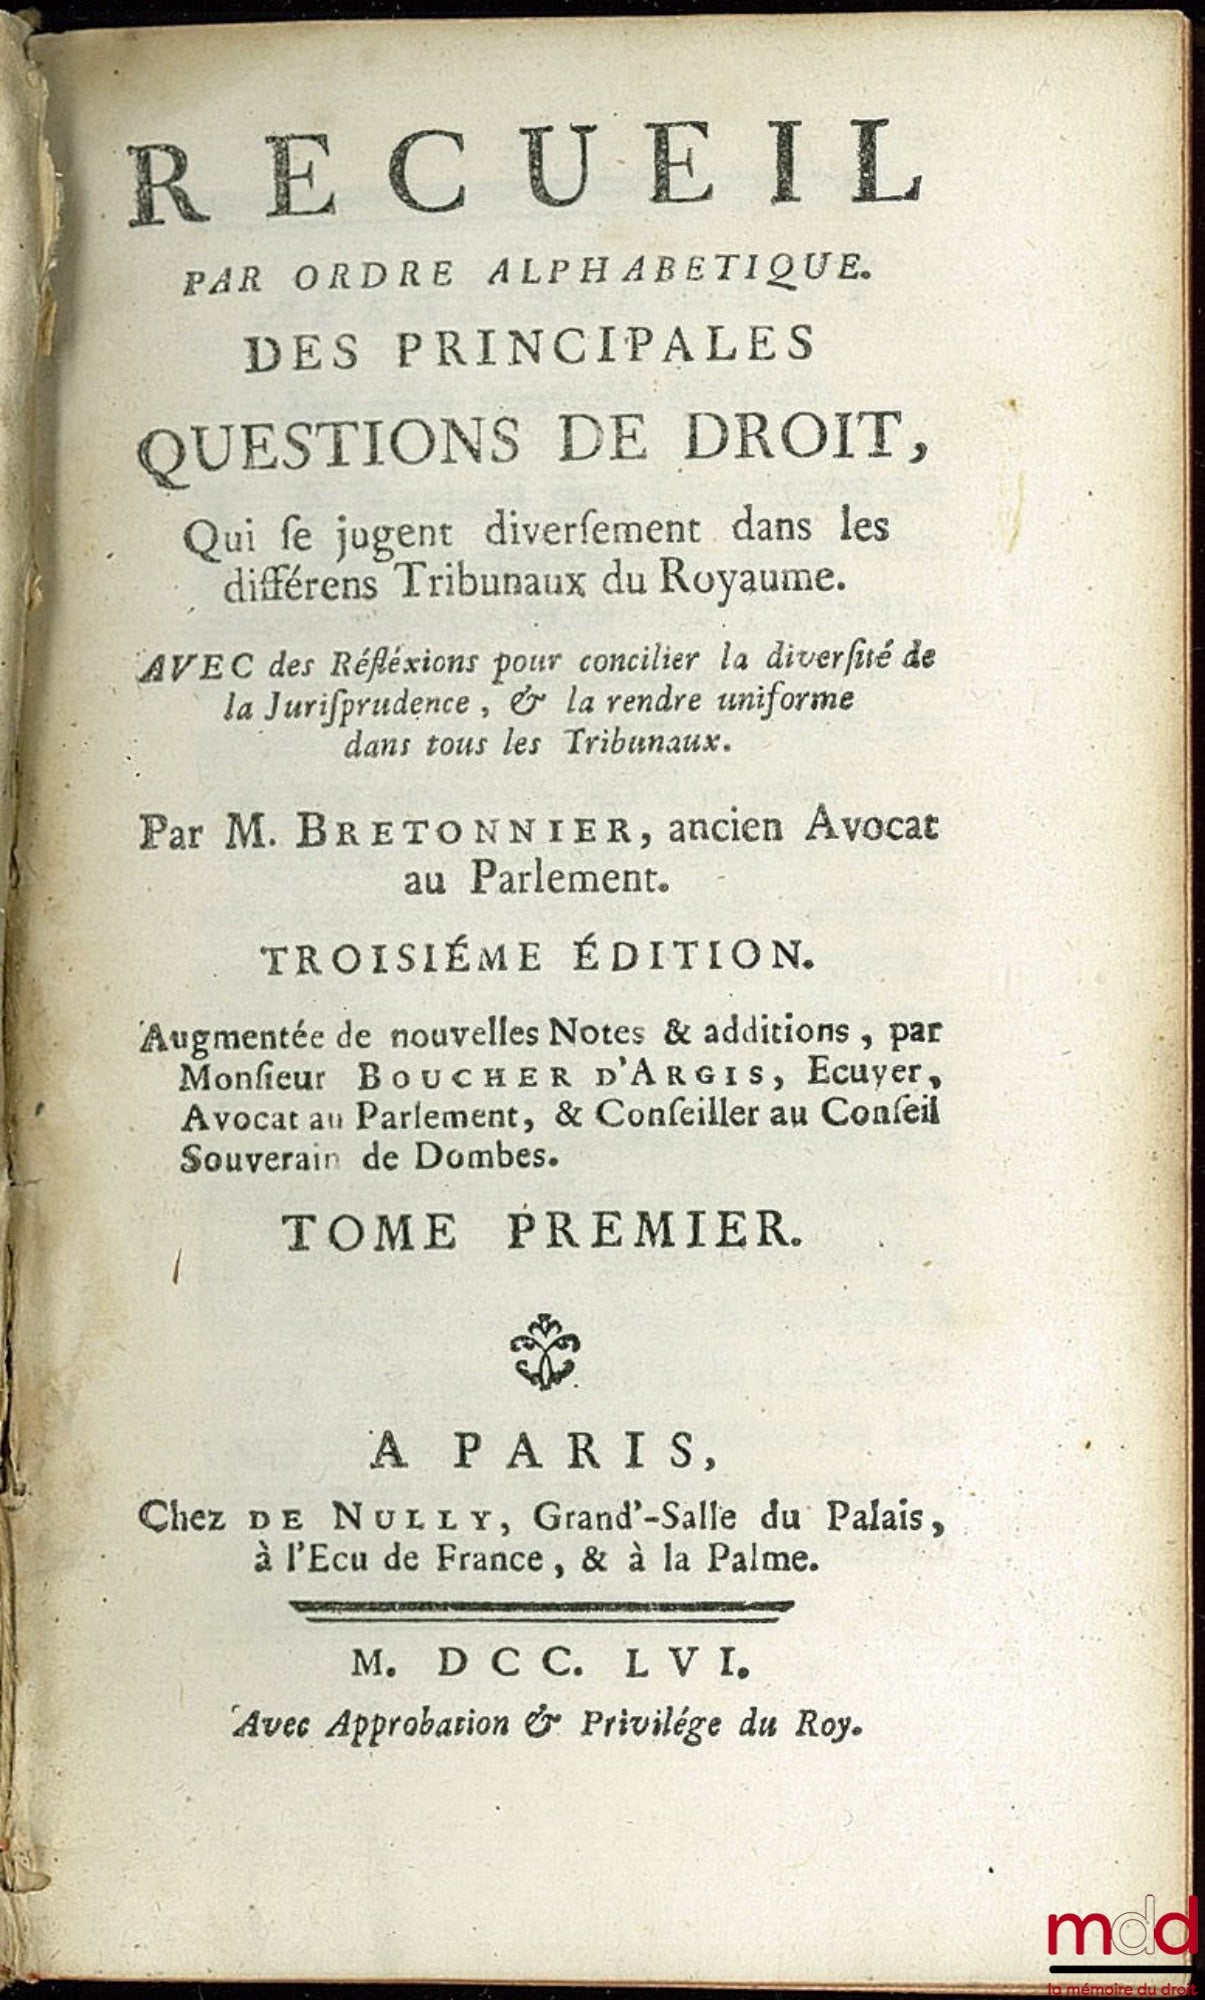 RECUEIL
PAR ORDRE ALPHABETIQUE.
DES PRINCIPALES
QUESTIONS DE DROIT,
Qui ſe jugent diverſement dans les
différens Tribunaux du Royaume.
AVEC des Réfléxions pour concilier la diverſité de
la Juriſprudence, & la rendre uniforme
dans tous les Tribunaux.
Par M. BRETONNIER, ancien Avocat
au Parlement.
TROISIÉME ÉDITION.
Augmentée de nouvelles Notes & additions, par
Monſieur BOUCHER D'ARGIS, Ecuyer,
Avocat au Parlement, & Conſeiller au Conſeil
Souverain de Dombes.
TOME PREMIER.
A PARIS,
Chez DE NULLY, Grand'-Salle du Palais,
à l'Ecu de France, & à la Palme.
M. DCC. LVI.
Avec Approbation & Privilége du Roy.
mdd
la mémoire du droit